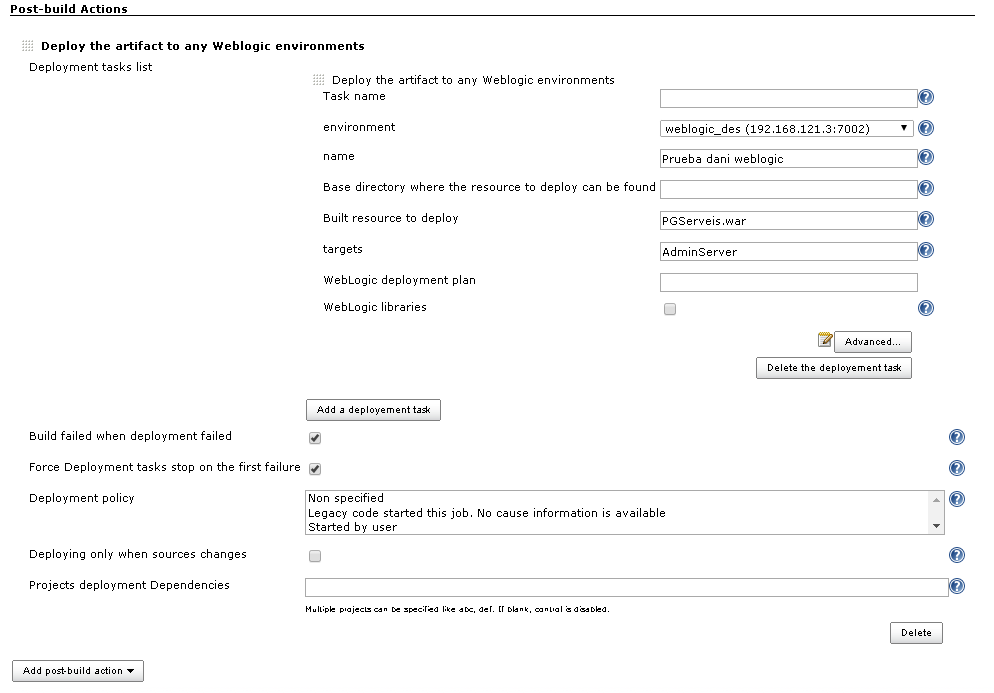 Post-build Actions
Deploy the artifact to any Weblogic environments
Deployment tasks list
Deploy the artifact to any Weblogic environments
Task name
environment
weblogic_des (192.168.121.3:7002)
name
Prueba dani weblogic
Base directory where the resource to deploy can be found
Built resource to deploy
PGServeis.war
targets
AdminServer
WebLogic deployment plan
WebLogic libraries
Advanced...
Delete the deployement task
Add a deployement task
Build failed when deployment failed
Force Deployment tasks stop on the first failure
Deployment policy
Non specified
Legacy code started this job. No cause information is available
Started by user
Deploying only when sources changes
Projects deployment Dependencies
Multiple projects can be specified like abc, def. If blank, control is disabled.
Delete
Add post-build action